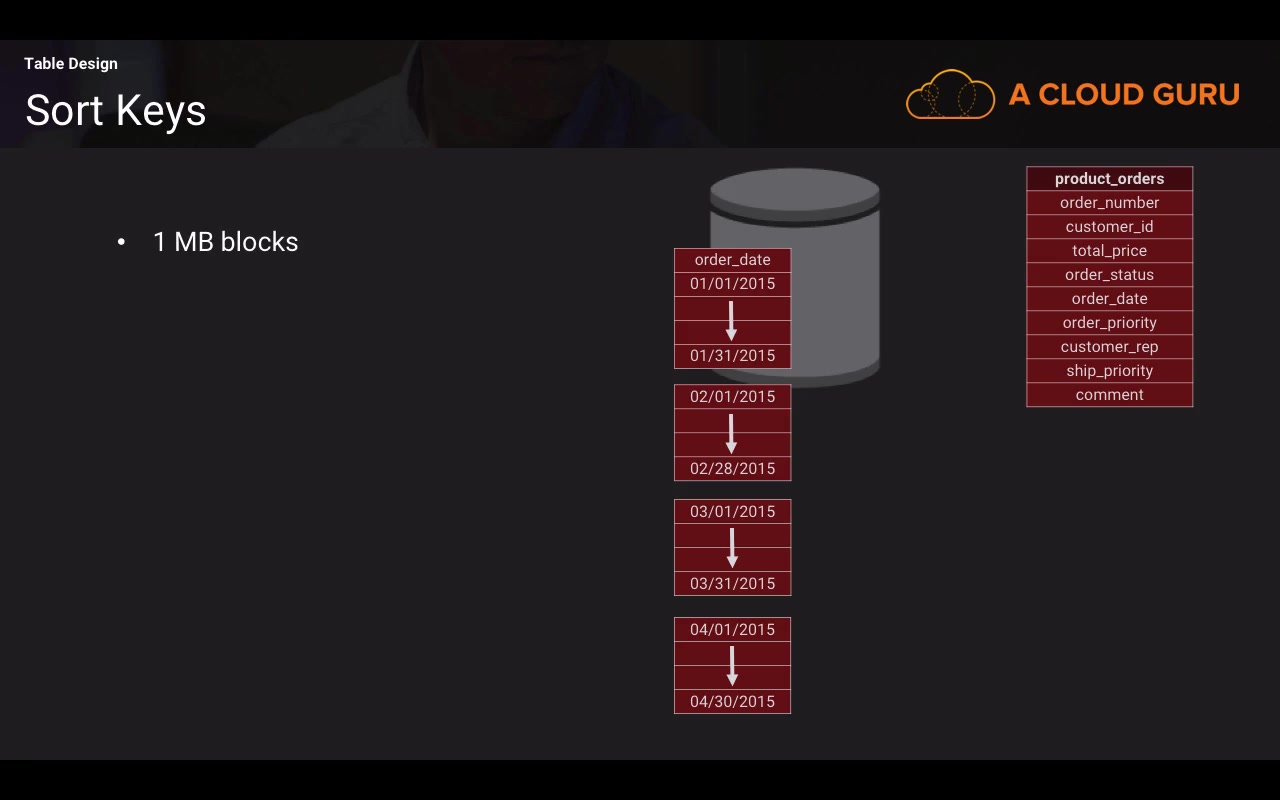 Table Design
Sort Keys
A CLOUD GURU
• 1 MB blocks
order_date
01/01/2015
01/31/2015
02/01/2015
02/28/2015
03/01/2015
03/31/2015
04/01/2015
04/30/2015
product_orders
order_number
customer_id
total_price
order_status
order_date
order_priority
customer_rep
ship_priority
comment